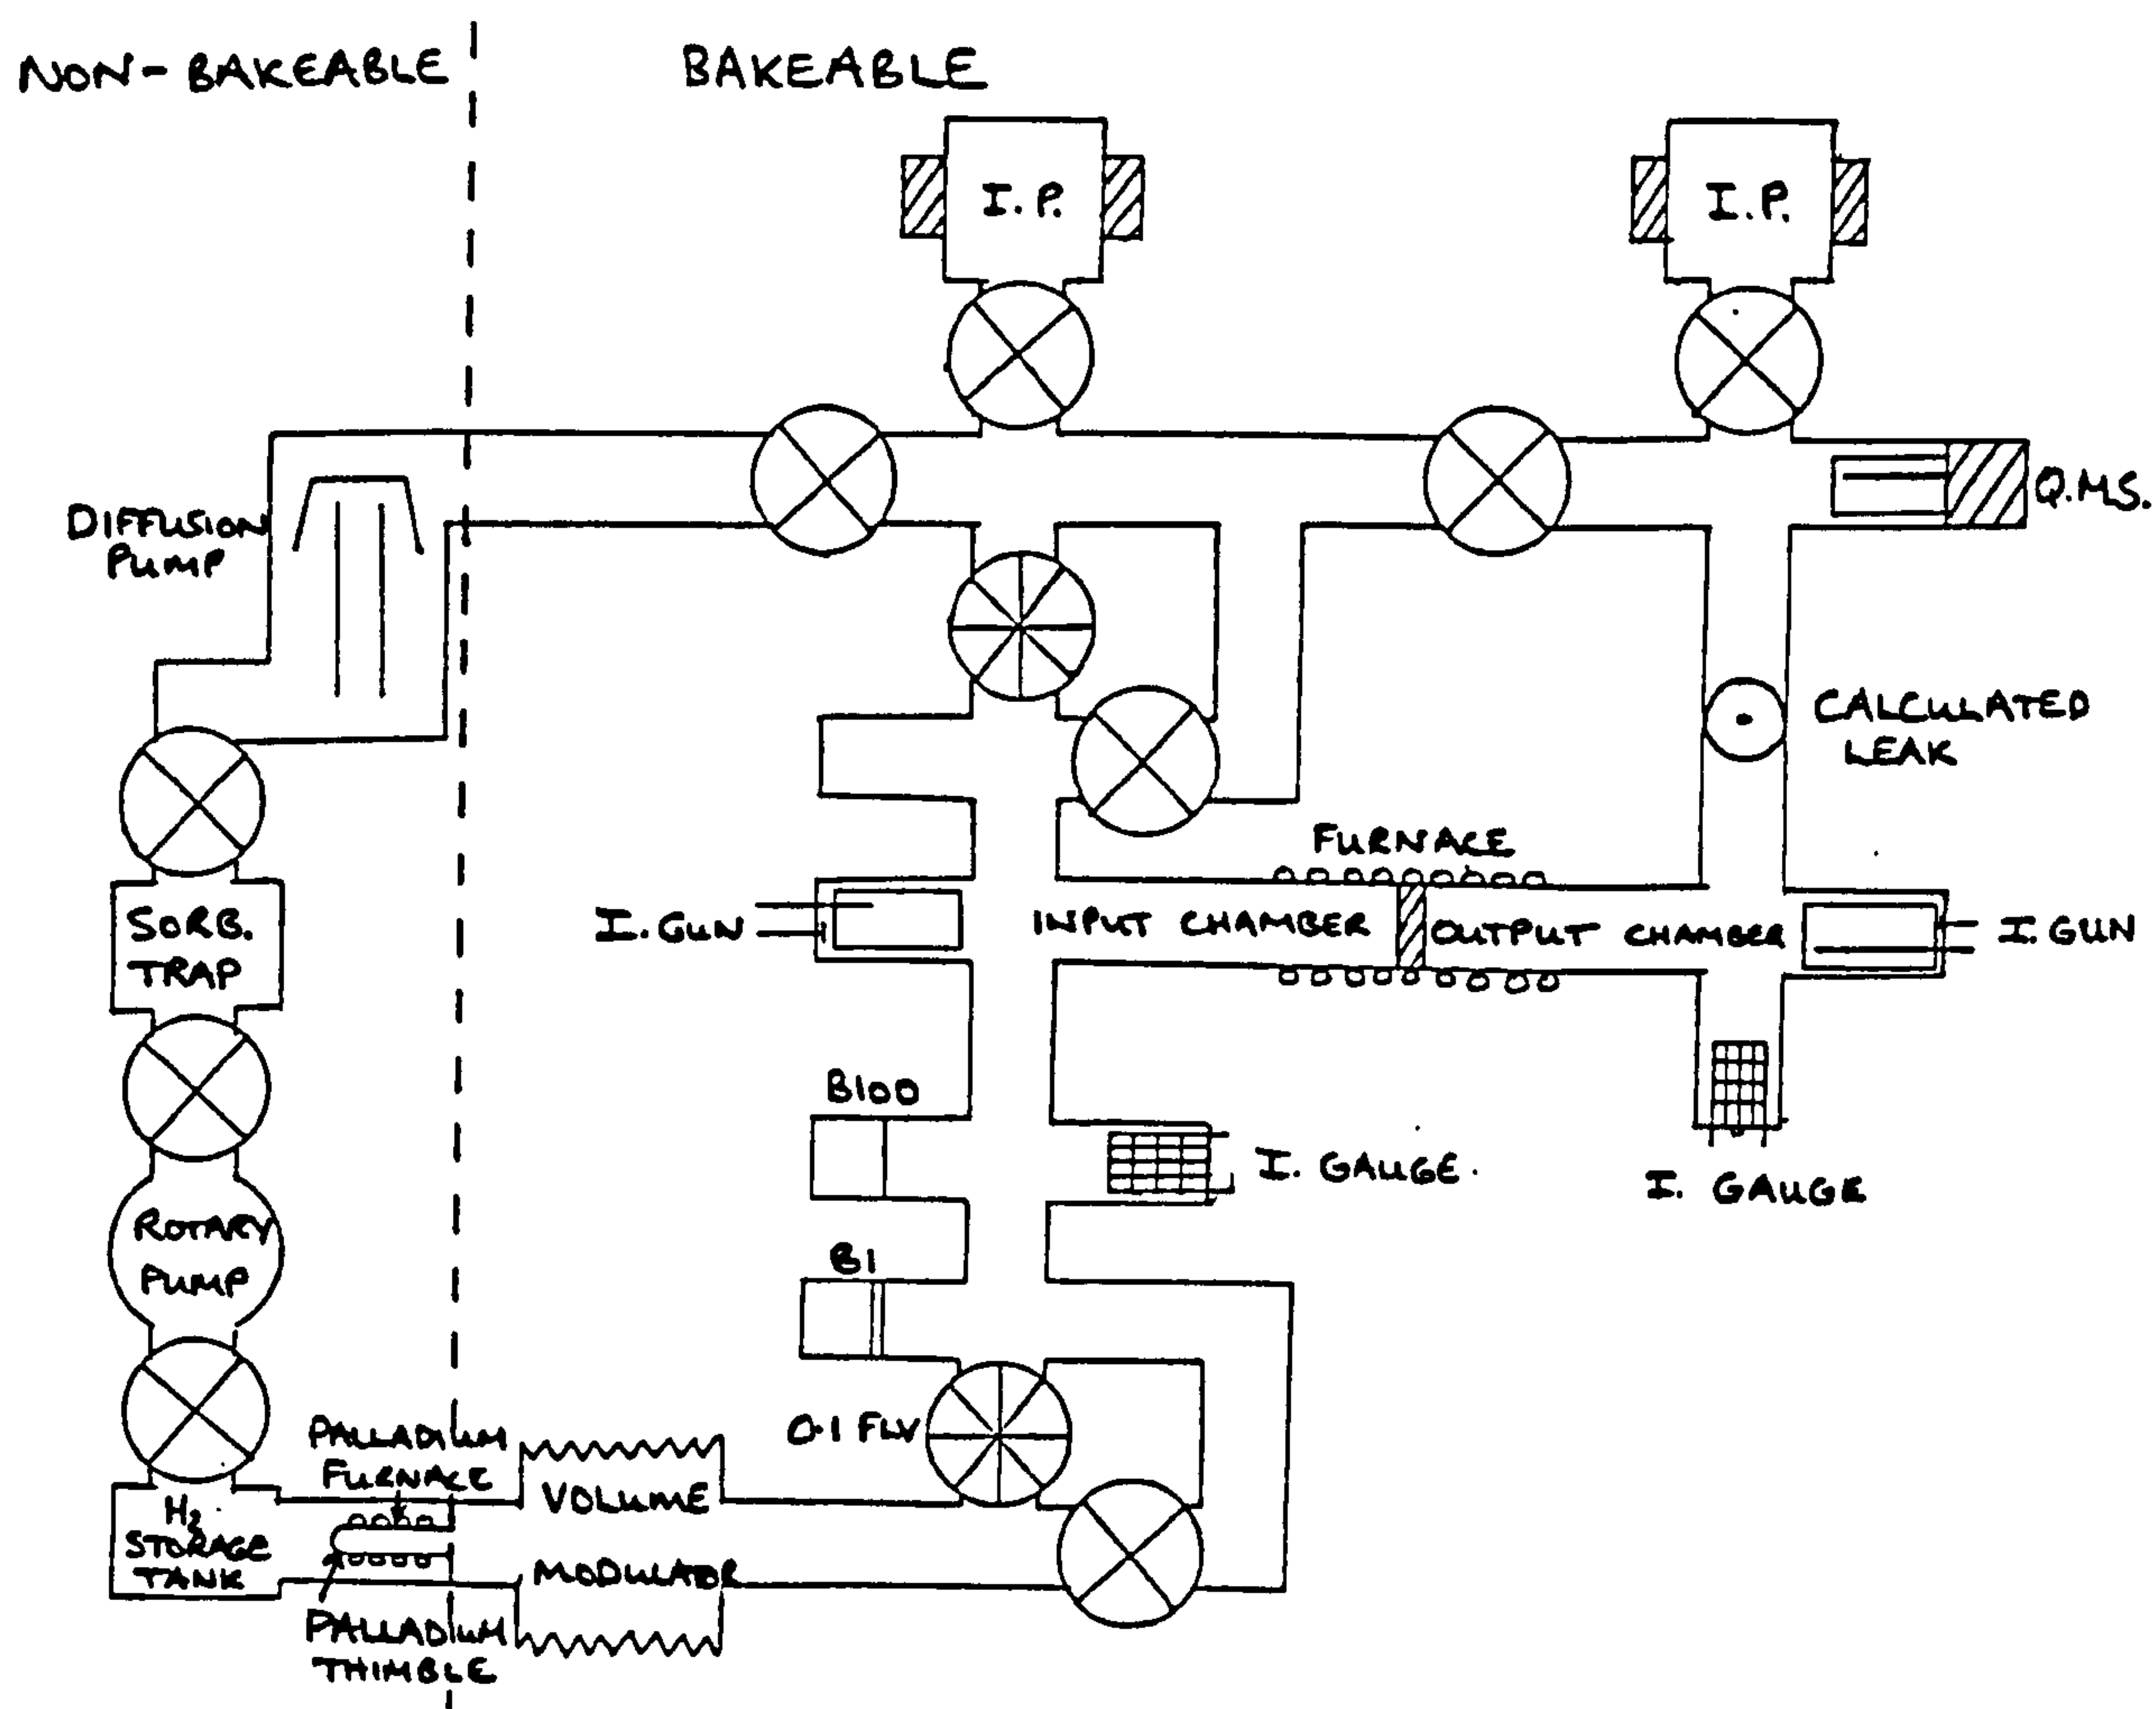 NON-BAKEABLE
BAKEABLE
I.P.
I.P.
Q.M.S.
DIFFUSION
PUMP
CALCULATED
LEAK
FURNACE
SORB.
TRAP
I. GUN
INPUT CHAMBER
OUTPUT CHAMBER
I. GUN
B100
I. GAUGE.
I. GAUGE
ROTARY
PUMP
B1
0.1 FLV
PALLADIUM
FURNACE
VOLUME
MODULATOR
H2
STORAGE
TANK
PALLADIUM
THIMBLE